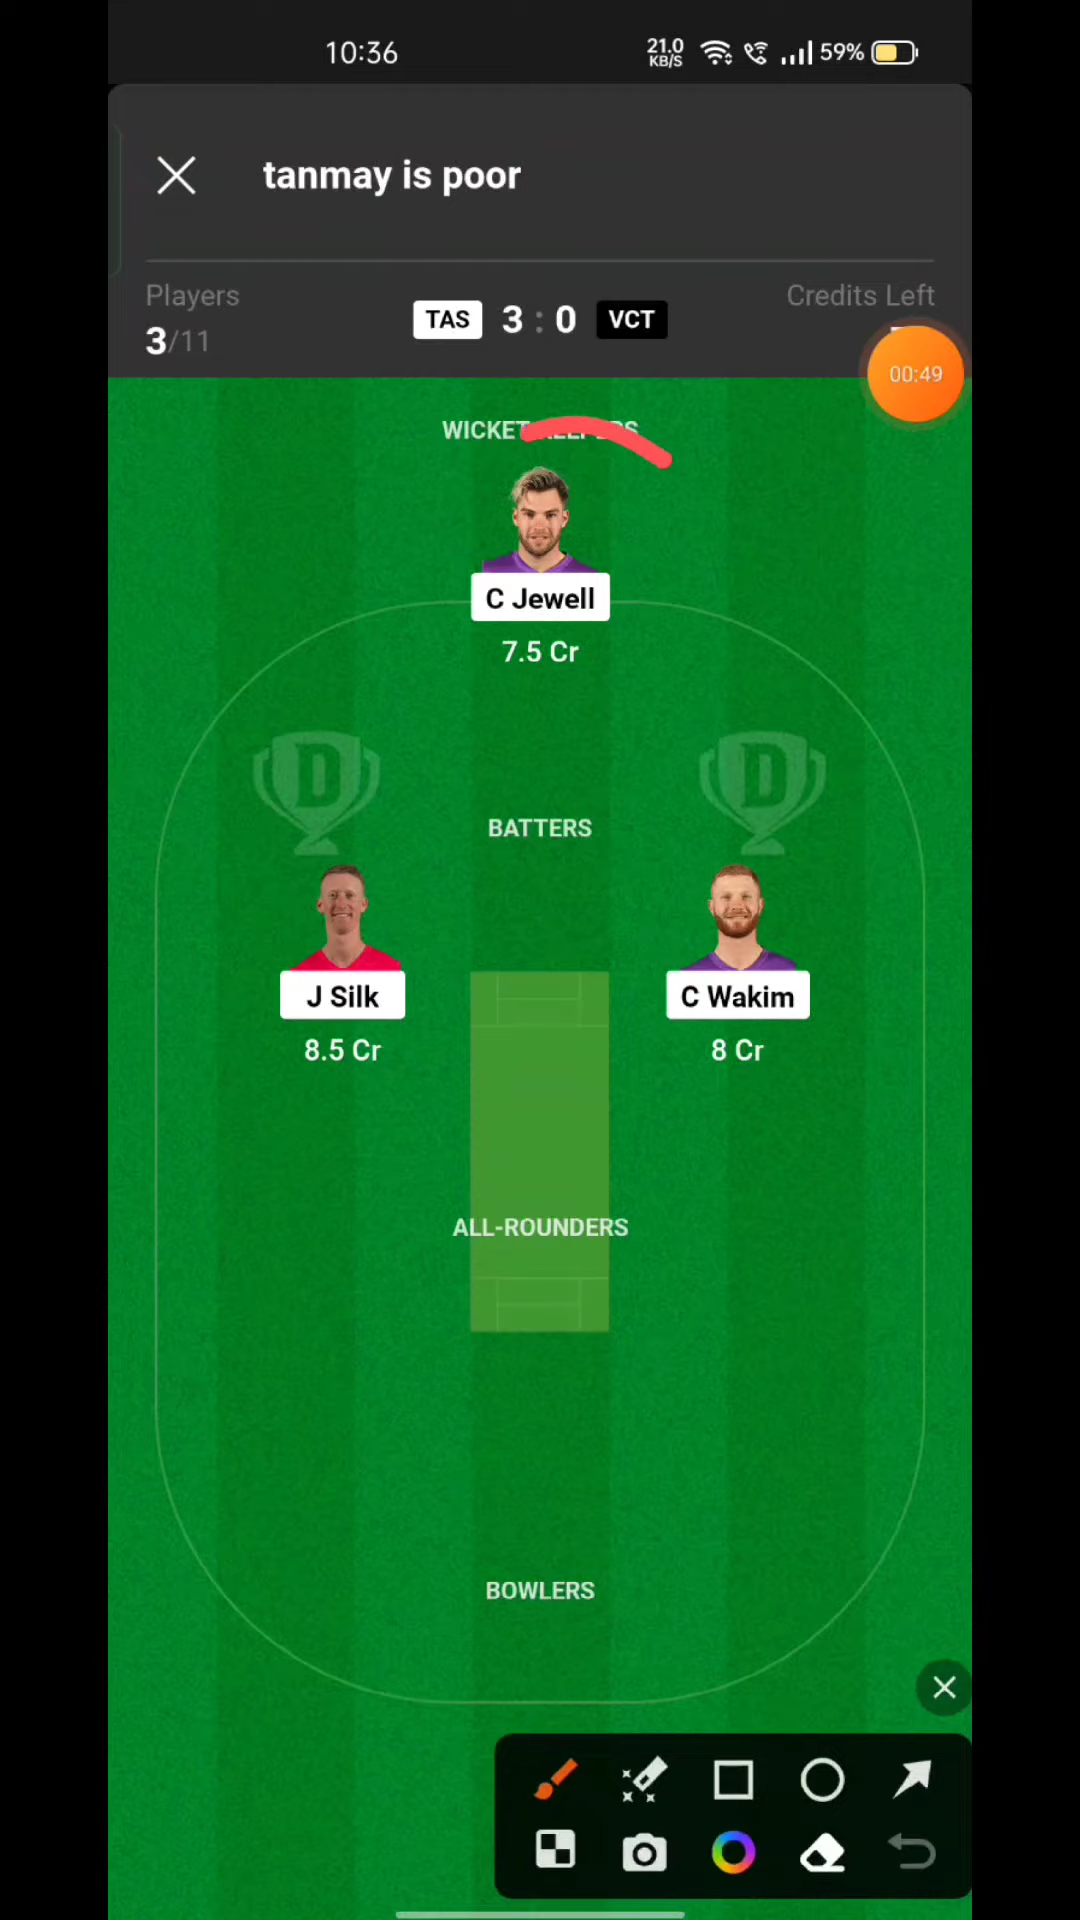 10:36
21.0
KB/S
59%
tanmay is poor
Players
3/11
TAS 3 : 0 VCT
Credits Left
00:49
C Jewell
7.5 Cr
D
D
BATTERS
J Silk
C Wakim
8.5 Cr
8 Cr
ALL-ROUNDERS
BOWLERS